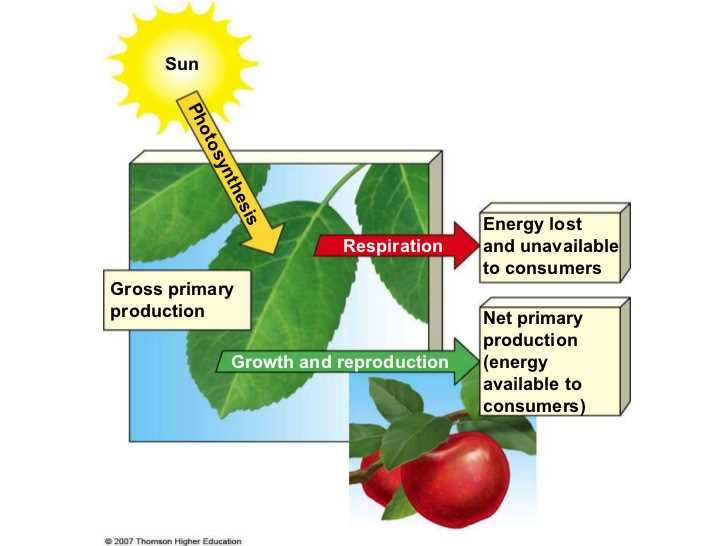 Sun
Photosynthesis
Respiration
Energy lost
and unavailable
to consumers
Gross primary
production
Growth and reproduction
Net primary
production
(energy
available to
consumers)
© 2007 Thomson Higher Education